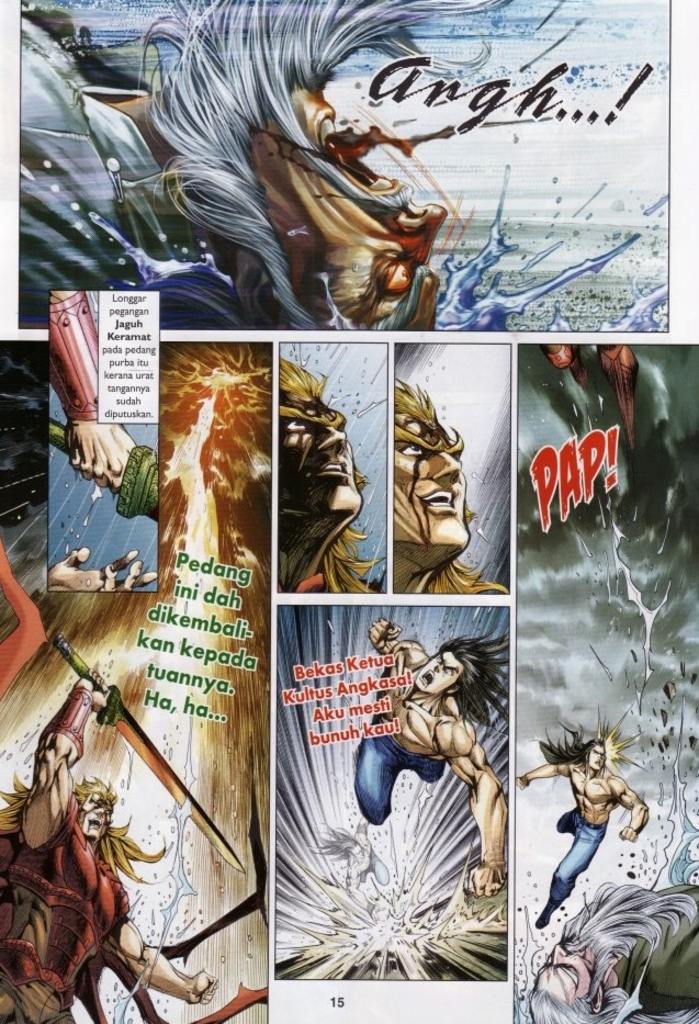 Argh....!
Longgar
pegangan
Jaguh
Keramat
pada pedang
purba itu
kerana urat
tangannya
sudah
diputuskan.
Pedang
ini dah
dikembali-
kan kepada
tuannya.
Ha, ha...
Bekas Ketua
Kultus Angkasa!
Aku mesti
bunuh kau!
PAP!
15